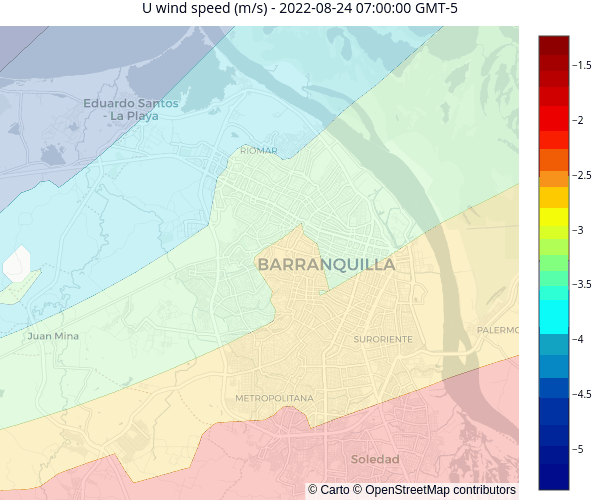 U wind speed (m/s) - 2022-08-24 07:00:00 GMT-5
−1.5
Eduardo Santos
- La Playa
−2
RIOMAR
−2.5
−3
BARRANQUILLA
−3.5
Juan Mina
SURORIENTE
PALERMO
−4
METROPOLITANA
−4.5
Soledad
−5
© Carto © OpenStreetMap contributors